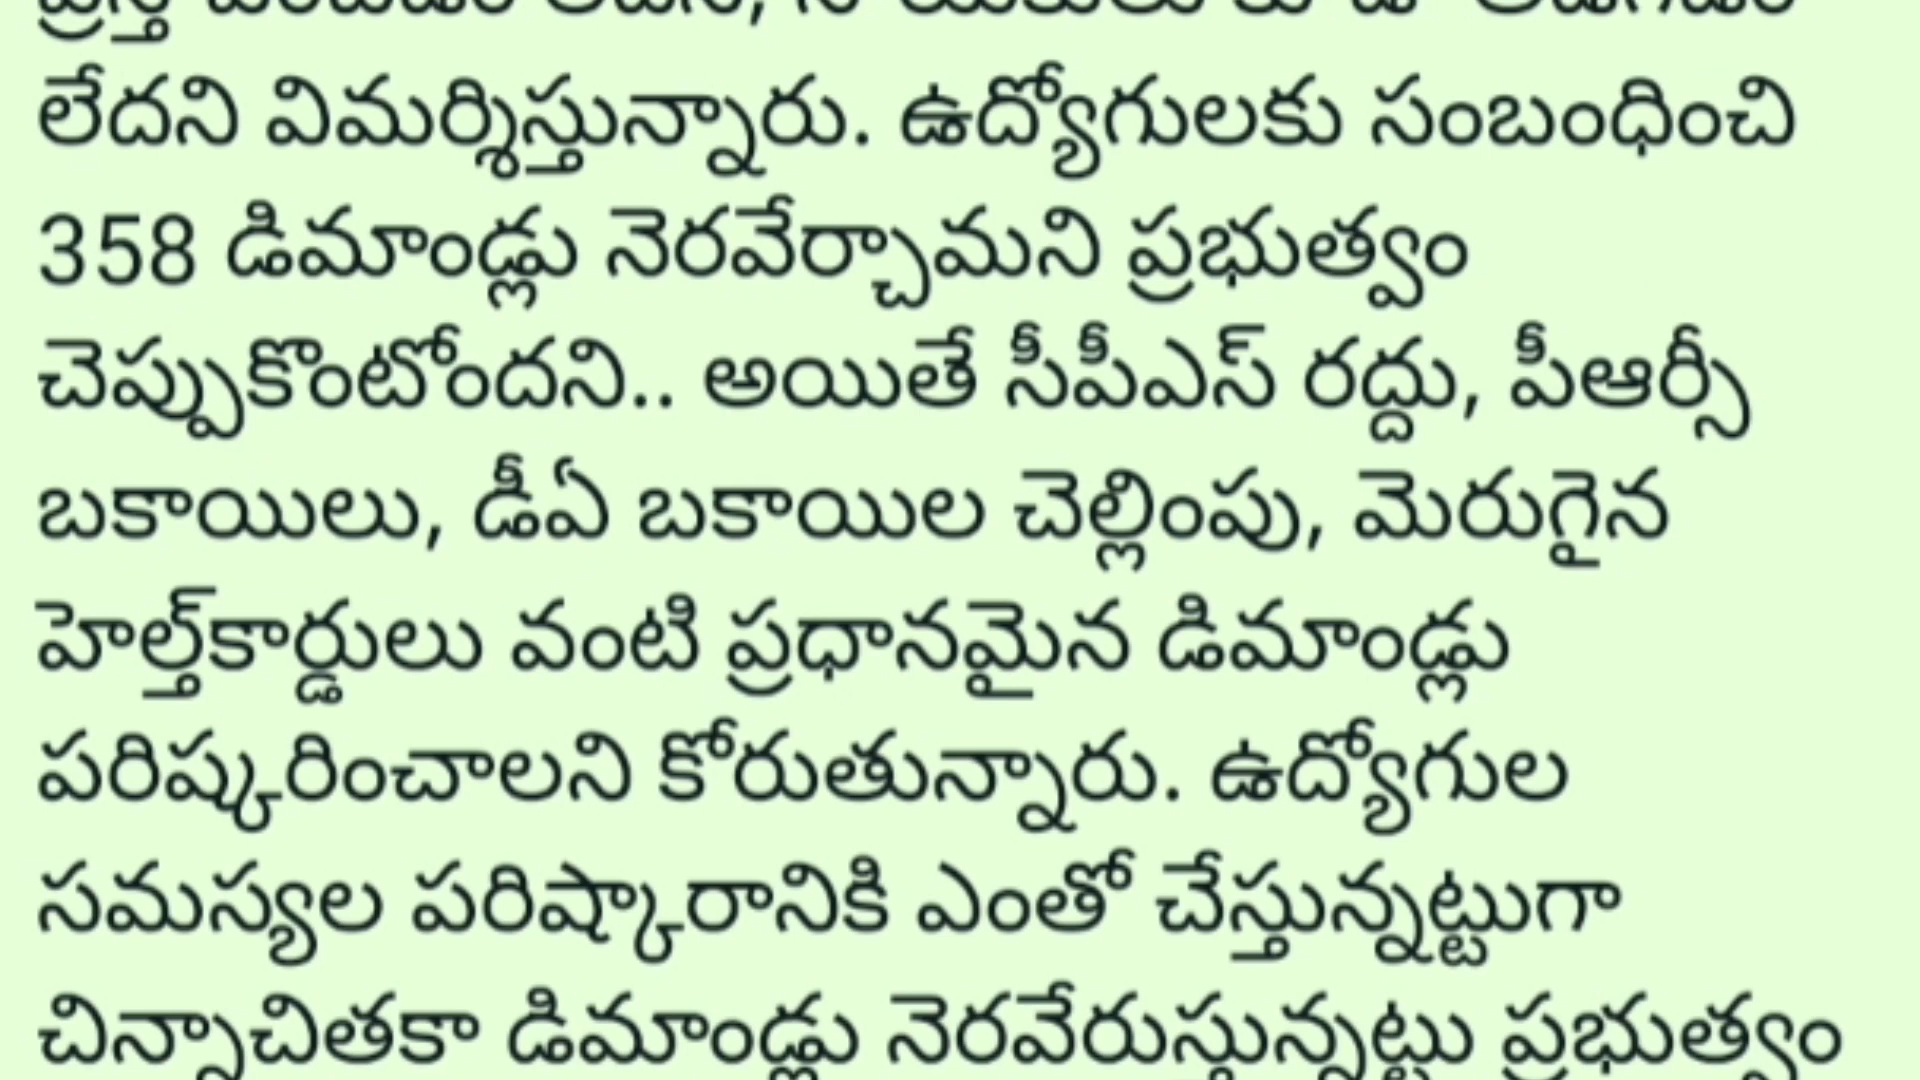 లేదని విమర్శిస్తున్నారు. ఉద్యోగులకు సంబంధించి
358 డిమాండ్లు నెరవేర్చామని ప్రభుత్వం
చెప్పుకొంటోందని.. అయితే సీపీఎస్ రద్దు, పీఆర్సీ
బకాయిలు, డీఏ బకాయిల చెల్లింపు, మెరుగైన
హెల్త్‌కార్డులు వంటి ప్రధానమైన డిమాండ్లు
పరిష్కరించాలని కోరుతున్నారు. ఉద్యోగుల
సమస్యల పరిష్కారానికి ఎంతో చేస్తున్నట్టుగా
చిన్నాచితకా డిమాండ్లు నెరవేరుస్తున్నట్టు ప్రభుత్వం